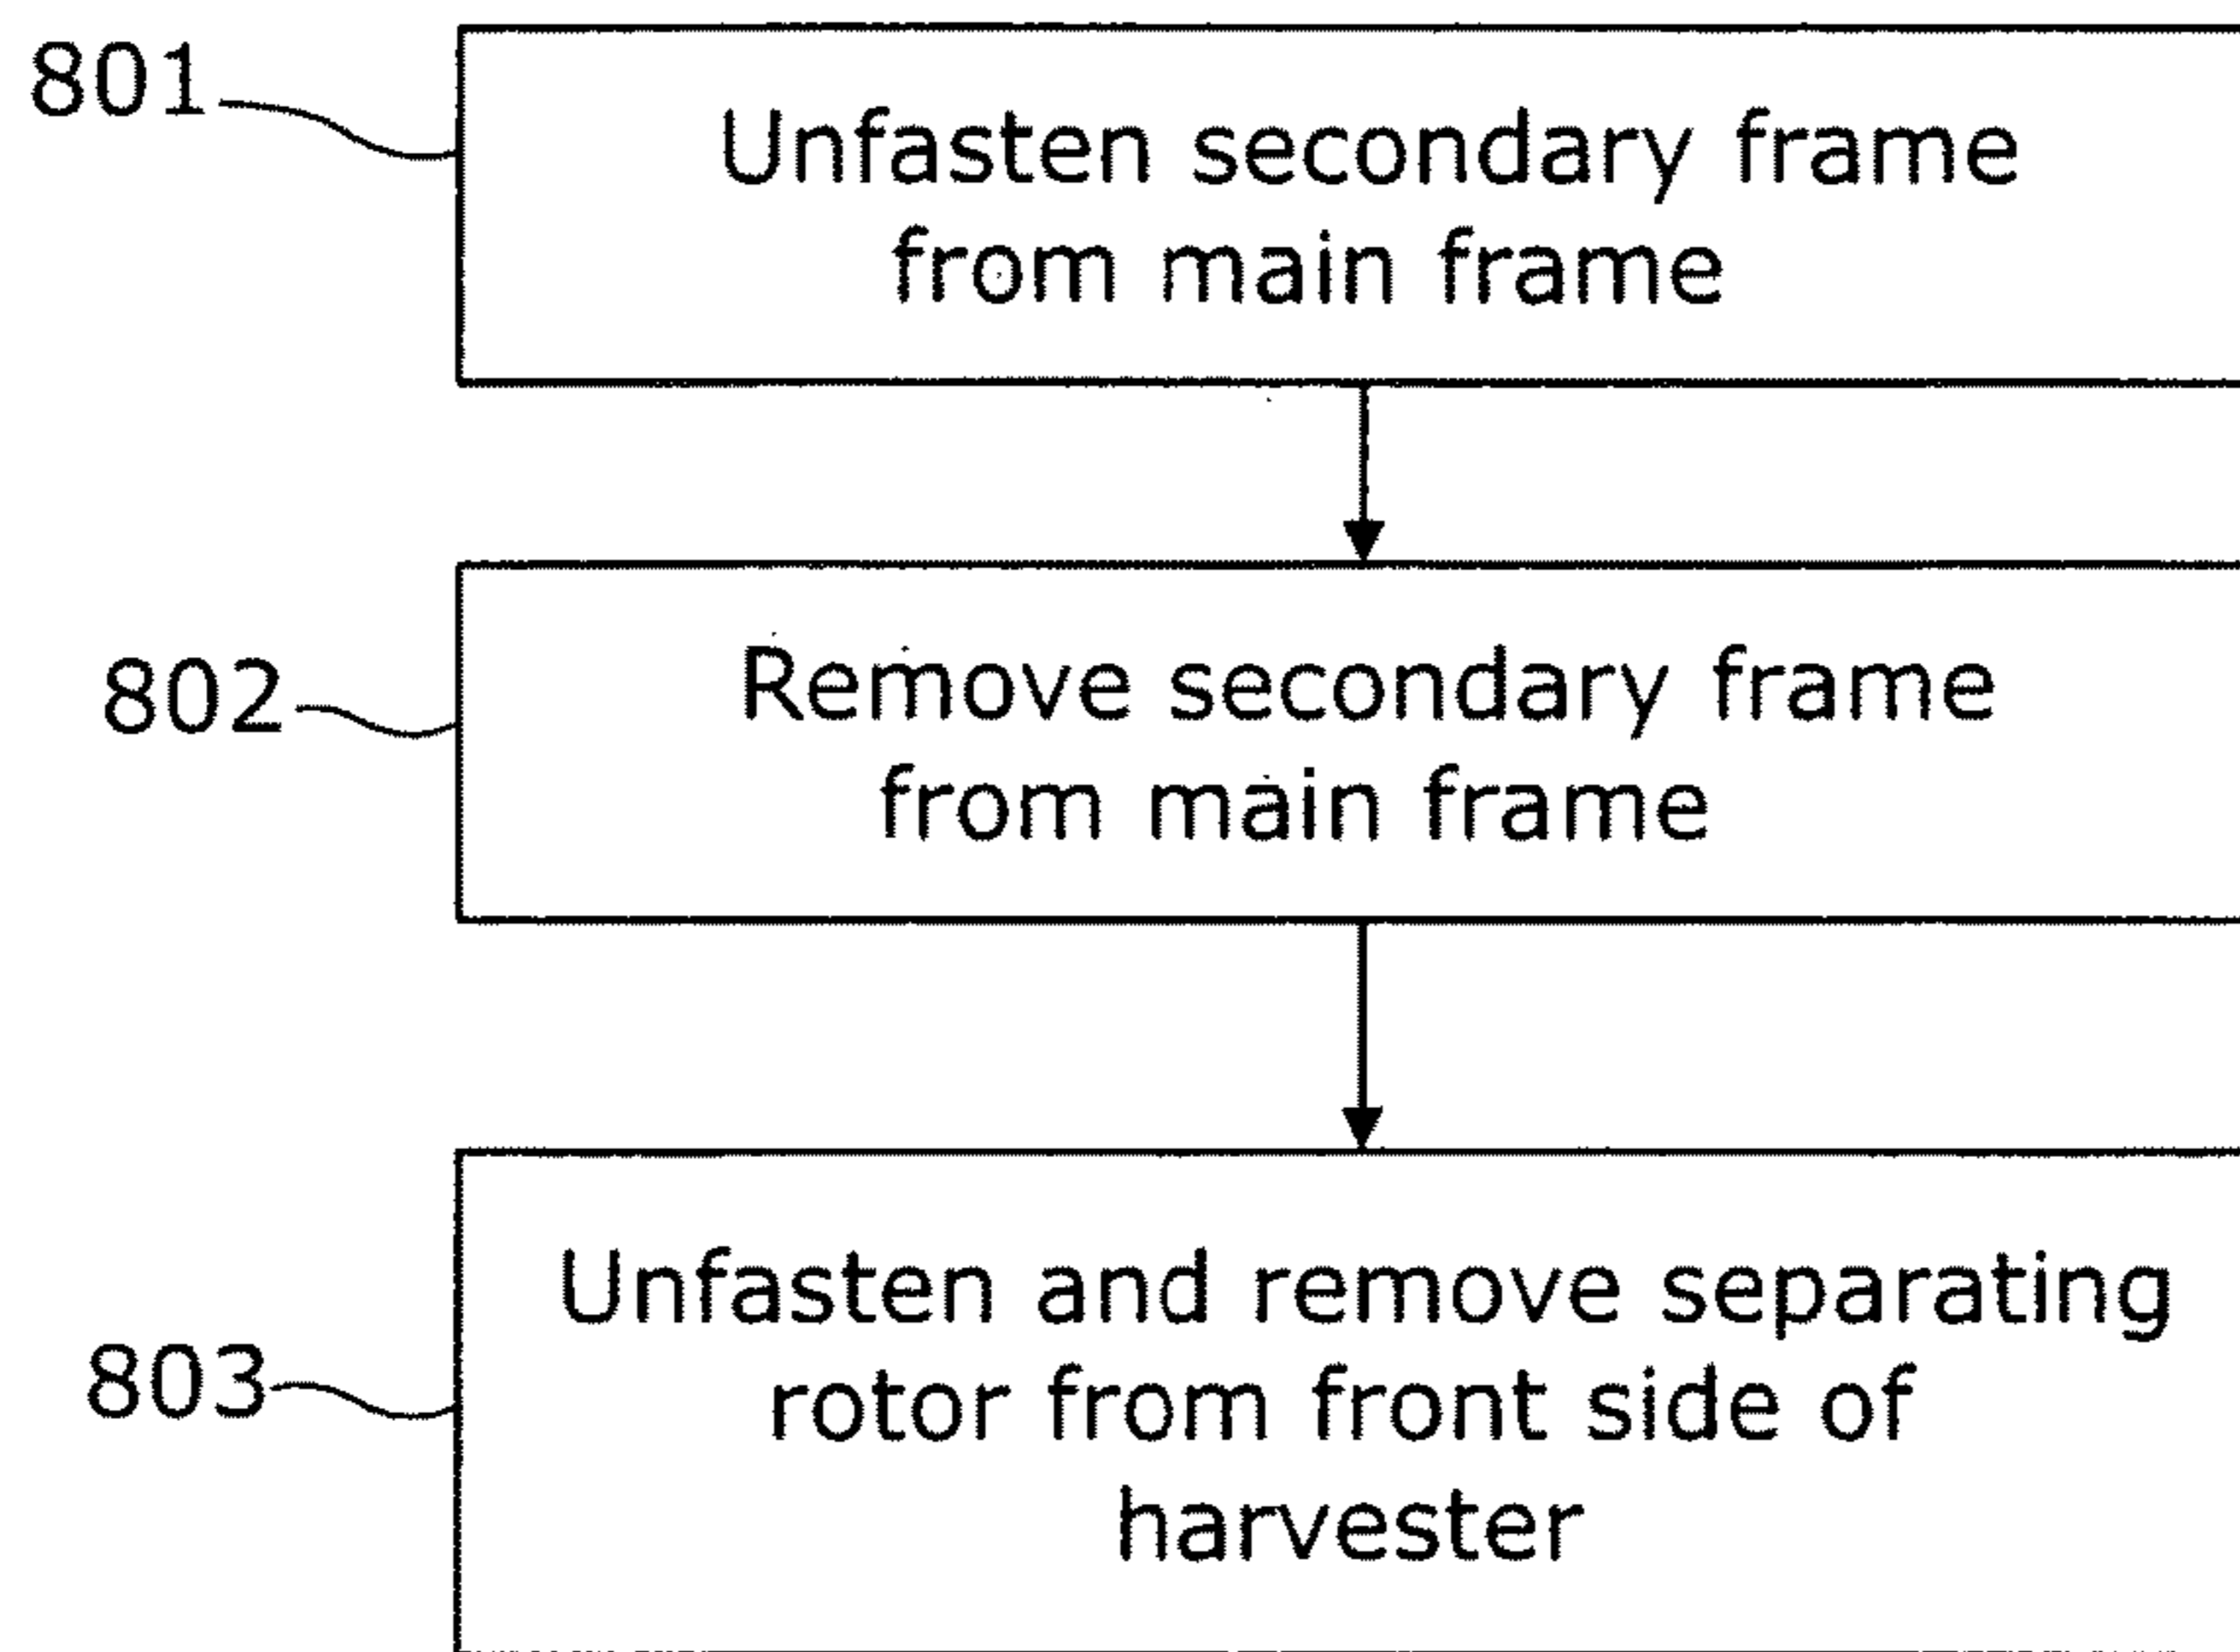 801
Unfasten secondary frame
from main frame
802
Remove secondary frame
from main frame
803
Unfasten and remove separating
rotor from front side of
harvester